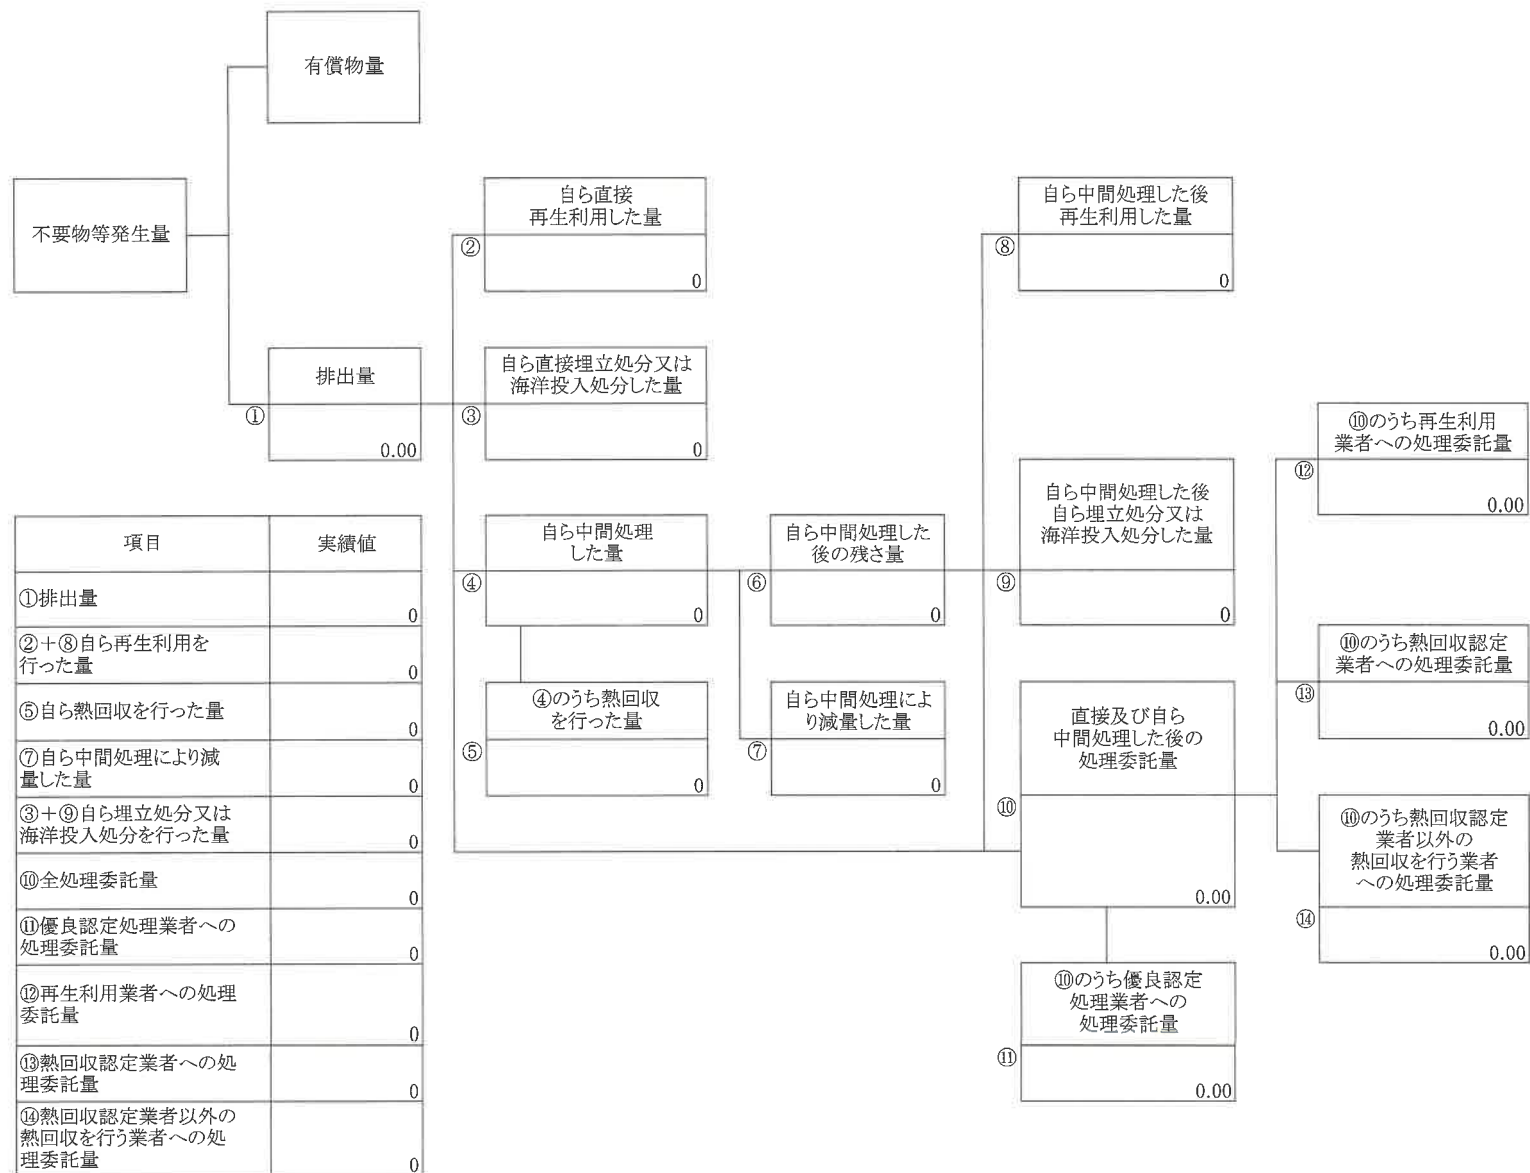 有償物量
不要物等発生量
自ら直接
再生利用した量
②
0
自ら中間処理した後
再生利用した量
⑧
0
排出量
①
0.00
自ら直接埋立処分又は
海洋投入処分した量
③
0
⑩のうち再生利用
業者への処理委託量
⑫
0.00
自ら中間処理
した量
④
0
自ら中間処理した
後の残さ量
⑥
0
自ら中間処理した後
自ら埋立処分又は
海洋投入処分した量
⑨
0
⑩のうち熱回収認定
業者への処理委託量
⑬
0.00
④のうち熱回収
を行った量
⑤
0
自ら中間処理によ
り減量した量
⑦
0
直接及び自ら
中間処理した後の
処理委託量
⑩
0.00
⑩のうち熱回収認定
業者以外の
熱回収を行う業者
への処理委託量
⑭
0.00
⑩のうち優良認定
処理業者への
処理委託量
⑪
0.00
項目 実績値
①排出量
0
②+⑧自ら再生利用を
行った量
0
⑤自ら熱回収を行った量
0
⑦自ら中間処理により減
量した量
0
③+⑨自ら埋立処分又は
海洋投入処分を行った量
0
⑩全処理委託量
0
⑪優良認定処理業者への
処理委託量
0
⑫再生利用業者への処理
委託量
0
⑬熱回収認定業者への処
理委託量
0
⑭熱回収認定業者以外の
熱回収を行う業者への処
理委託量
0